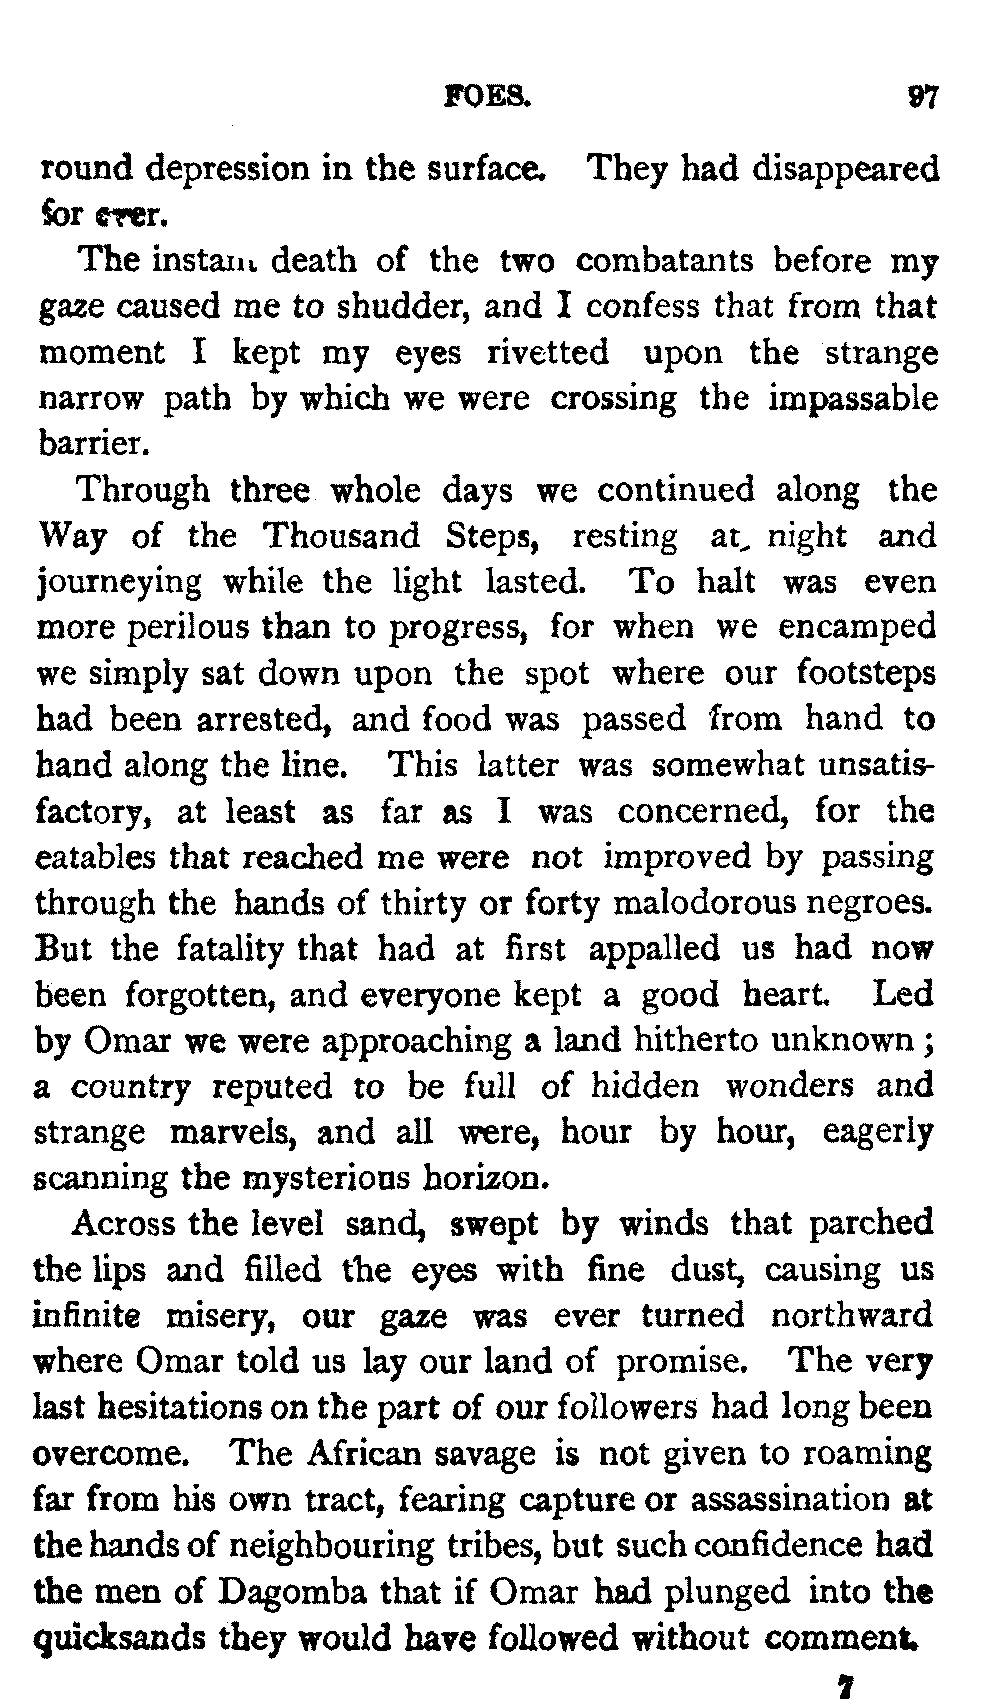 FOES. 97
round depression in the surface. They had disappeared
for ever.
The instant death of the two combatants before my
gaze caused me to shudder, and I confess that from that
moment I kept my eyes rivetted upon the strange
narrow path by which we were crossing the impassable
barrier.
Through three whole days we continued along the
Way of the Thousand Steps, resting at night and
journeying while the light lasted. To halt was even
more perilous than to progress, for when we encamped
we simply sat down upon the spot where our footsteps
had been arrested, and food was passed from hand to
hand along the line. This latter was somewhat unsatis-
factory, at least as far as I was concerned, for the
eatables that reached me were not improved by passing
through the hands of thirty or forty malodorous negroes.
But the fatality that had at first appalled us had now
been forgotten, and everyone kept a good heart. Led
by Omar we were approaching a land hitherto unknown ;
a country reputed to be full of hidden wonders and
strange marvels, and all were, hour by hour, eagerly
scanning the mysterious horizon.
Across the level sand, swept by winds that parched
the lips and filled the eyes with fine dust, causing us
infinite misery, our gaze was ever turned northward
where Omar told us lay our land of promise. The very
last hesitations on the part of our followers had long been
overcome. The African savage is not given to roaming
far from his own tract, fearing capture or assassination at
the hands of neighbouring tribes, but such confidence had
the men of Dagomba that if Omar had plunged into the
quicksands they would have followed without comment.
7